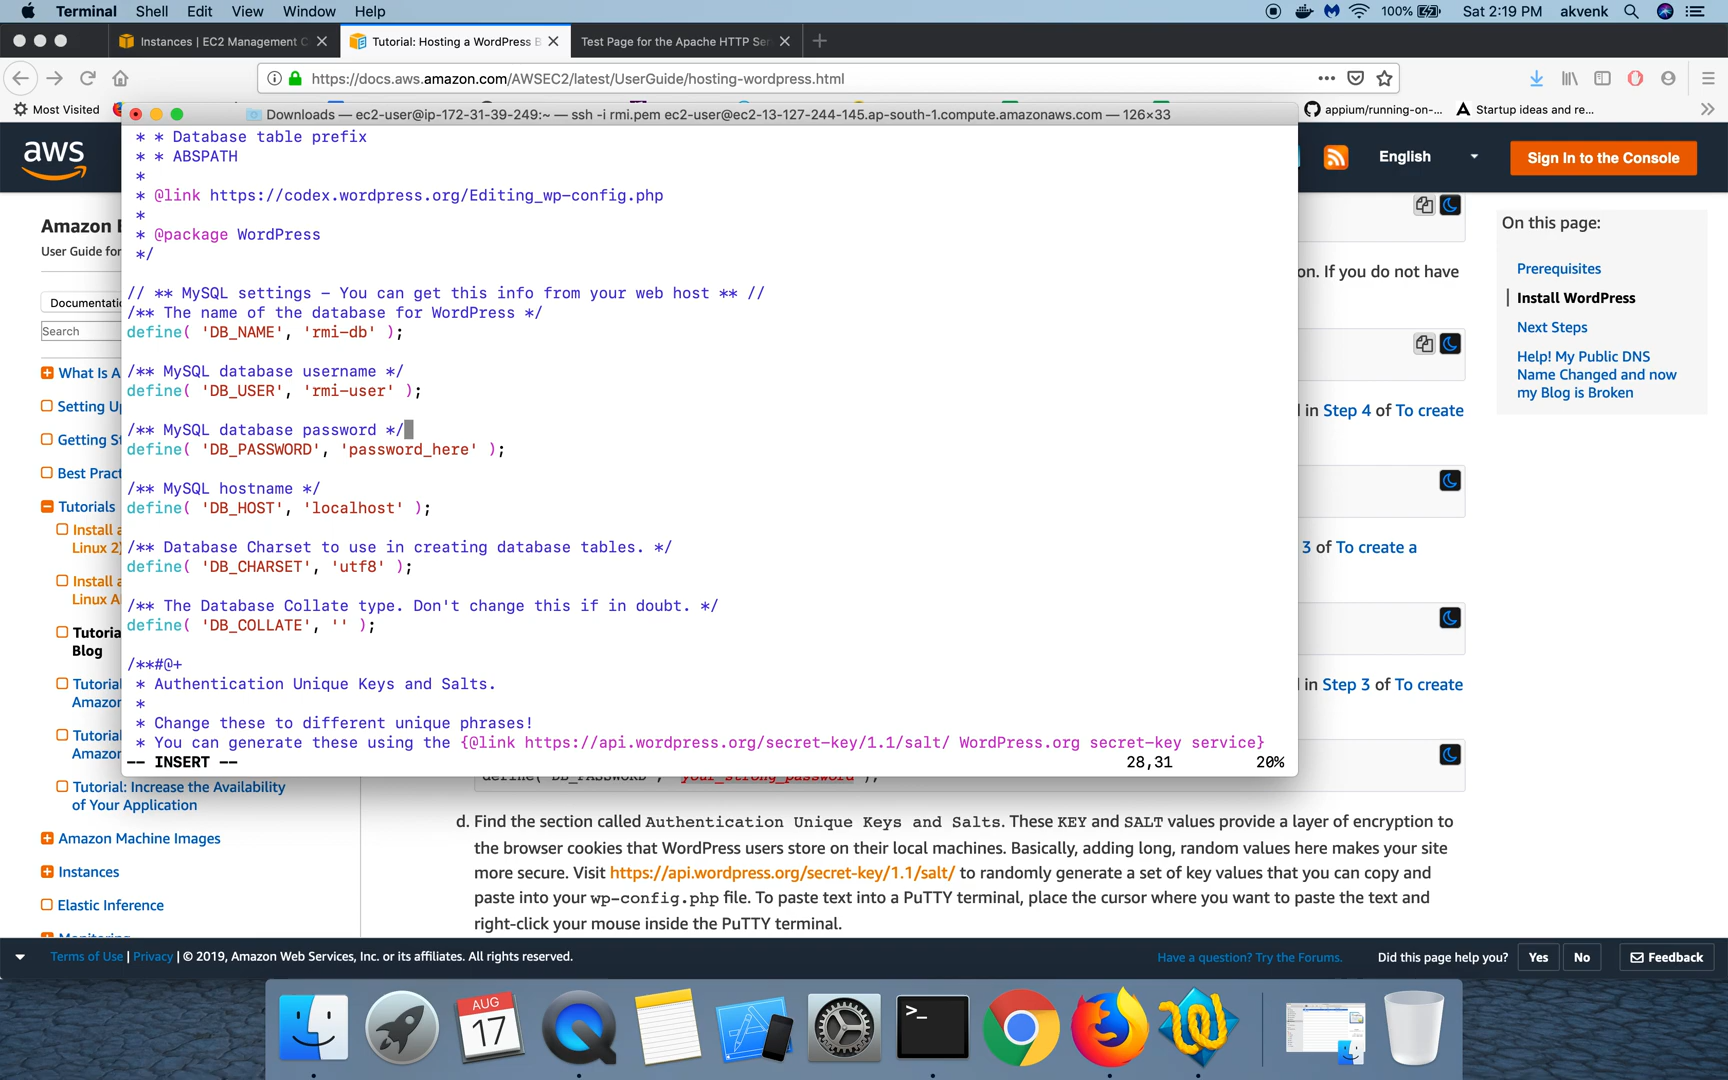 Terminal Shell Edit View Window Help 100% Sat 2:19 PM akvenk
Instances | EC2 Management C Tutorial: Hosting a WordPress B Test Page for the Apache HTTP Ser
https://docs.aws.amazon.com/AWSEC2/latest/UserGuide/hosting-wordpress.html
Most Visited appium/running-on-... Startup ideas and re...
Downloads — ec2-user@ip-172-31-39-249:~ — ssh -i rmi.pem ec2-user@ec2-13-127-244-145.ap-south-1.compute.amazonaws.com — 126×33
* * Database table prefix
* * ABSPATH
*
* @link https://codex.wordpress.org/Editing_wp-config.php
*
* @package WordPress
*/
// ** MySQL settings - You can get this info from your web host ** //
/** The name of the database for WordPress */
define( 'DB_NAME', 'rmi-db' );
/** MySQL database username */
define( 'DB_USER', 'rmi-user' );
/** MySQL database password */
define( 'DB_PASSWORD', 'password_here' );
/** MySQL hostname */
define( 'DB_HOST', 'localhost' );
/** Database Charset to use in creating database tables. */
define( 'DB_CHARSET', 'utf8' );
/** The Database Collate type. Don't change this if in doubt. */
define( 'DB_COLLATE', '' );
/**#@+
* Authentication Unique Keys and Salts.
*
* Change these to different unique phrases!
* You can generate these using the {@link https://api.wordpress.org/secret-key/1.1/salt/ WordPress.org secret-key service}
-- INSERT -- 28,31 20%
aws
English
Sign In to the Console
Amazon E
User Guide for
Documentatio
Search
What Is A
Setting Up
Getting St
Best Pract
Tutorials
Install a
Linux 2)
Install a
Linux A
Tutoria
Blog
Tutorial
Amazon
Tutorial
Amazon
Tutorial: Increase the Availability
of Your Application
Amazon Machine Images
Instances
Elastic Inference
Monitoring
on. If you do not have
in Step 4 of To create
3 of To create a
in Step 3 of To create
define('DB_PASSWORD', 'your_strong_password');
d. Find the section called Authentication Unique Keys and Salts. These KEY and SALT values provide a layer of encryption to
the browser cookies that WordPress users store on their local machines. Basically, adding long, random values here makes your site
more secure. Visit https://api.wordpress.org/secret-key/1.1/salt/ to randomly generate a set of key values that you can copy and
paste into your wp-config.php file. To paste text into a PuTTY terminal, place the cursor where you want to paste the text and
right-click your mouse inside the PuTTY terminal.
On this page:
Prerequisites
Install WordPress
Next Steps
Help! My Public DNS
Name Changed and now
my Blog is Broken
Terms of Use | Privacy | © 2019, Amazon Web Services, Inc. or its affiliates. All rights reserved.
Have a question? Try the Forums. Did this page help you? Yes No Feedback
AUG
17